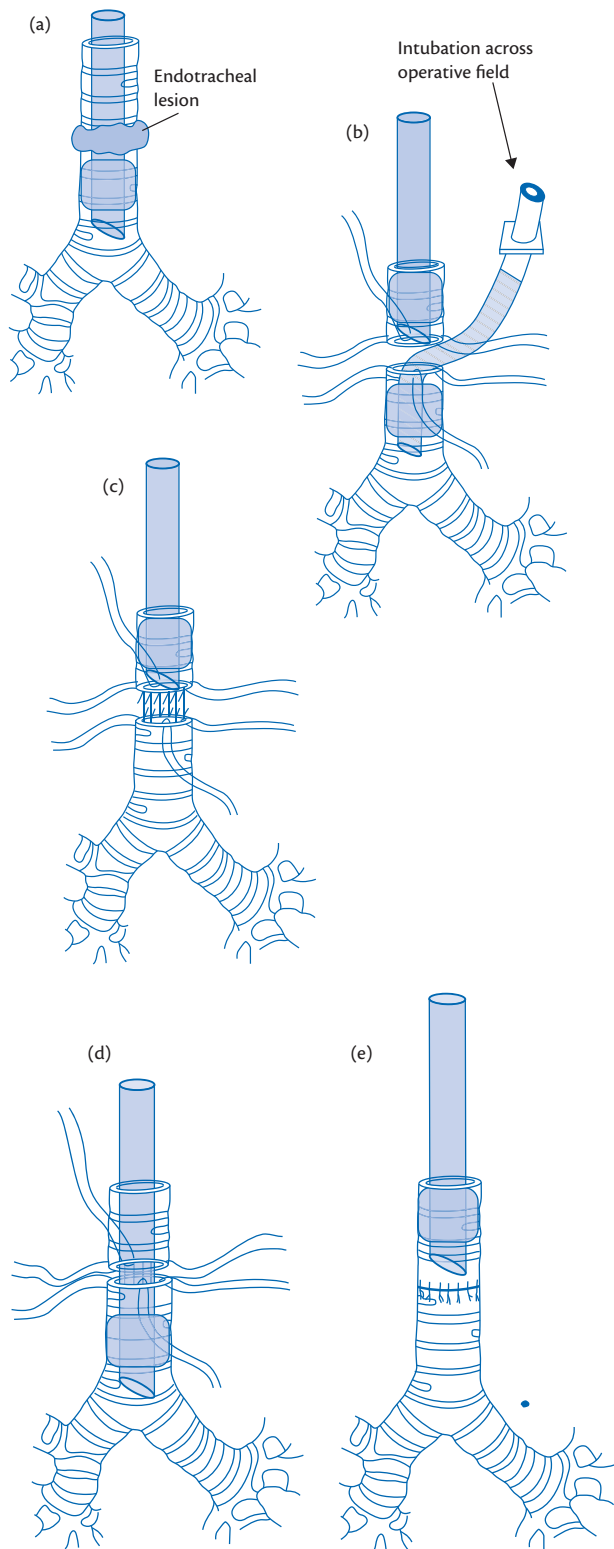 (a)
Endotracheal
lesion
Intubation across
operative field
(b)
(c)
(d)
(e)